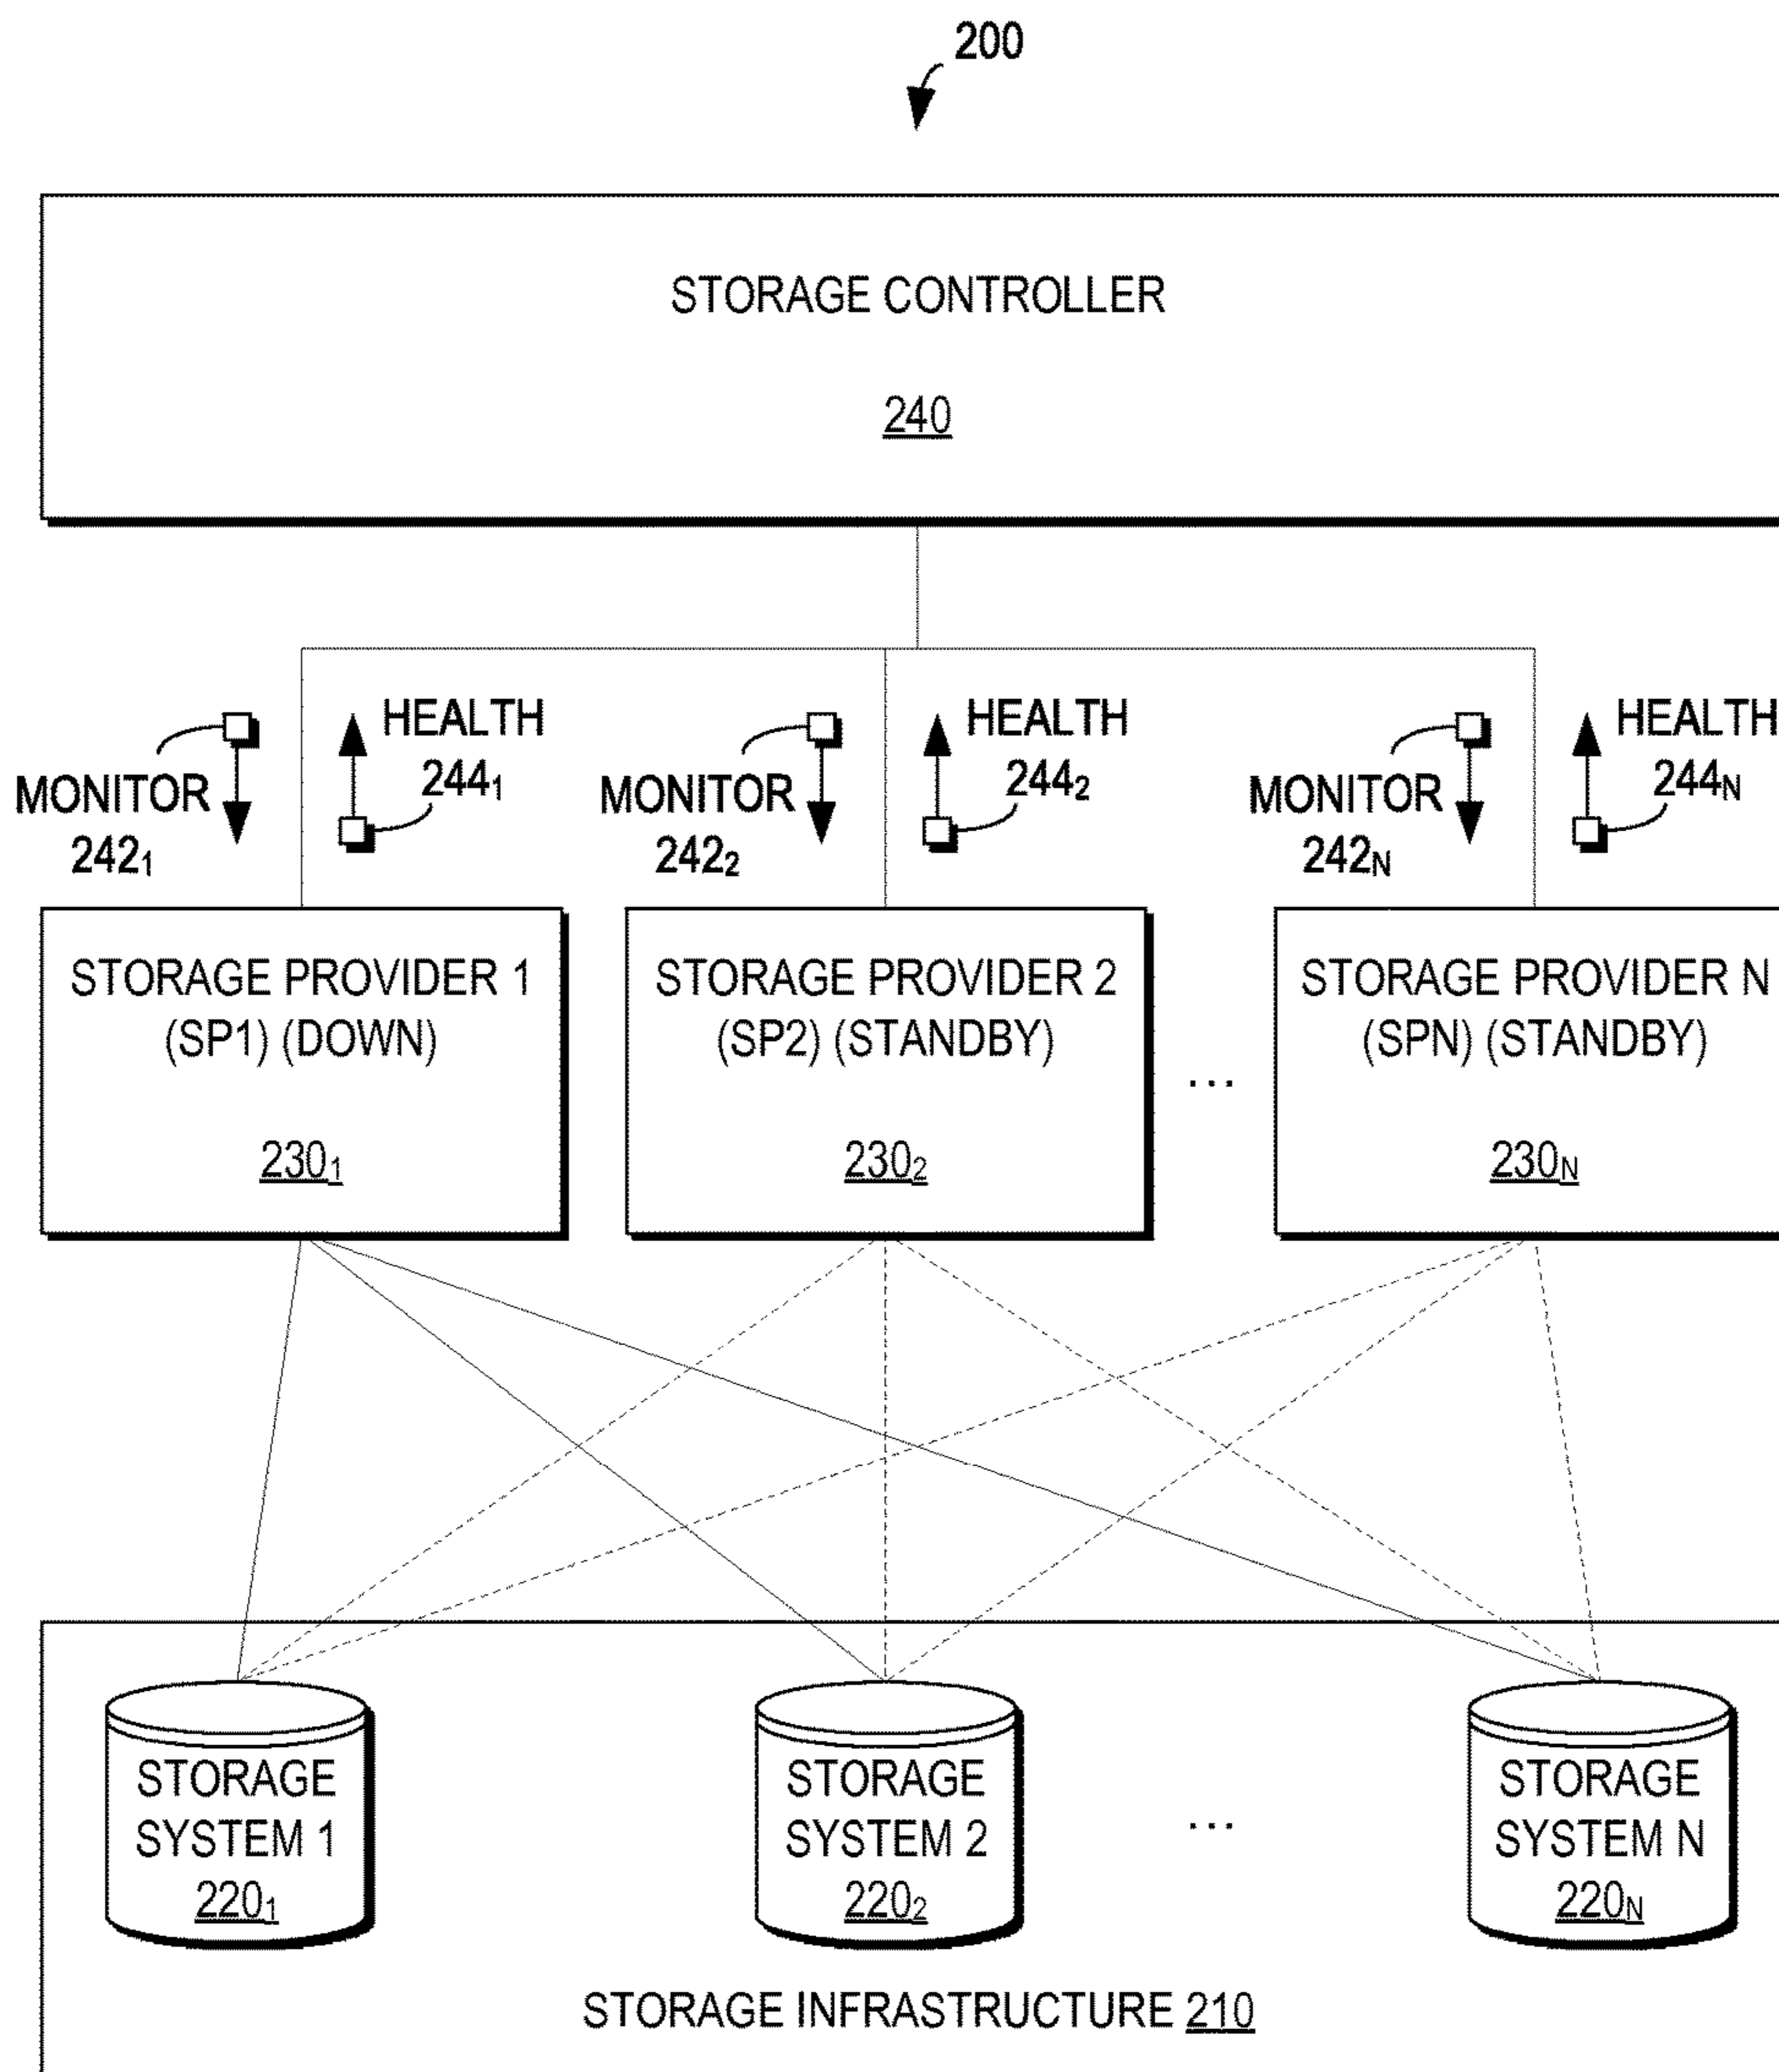 200
STORAGE CONTROLLER
240
MONITOR
242₁
HEALTH
244₁
MONITOR
242₂
HEALTH
244₂
MONITOR
242N
HEALTH
244N
STORAGE PROVIDER 1
(SP1) (DOWN)
230₁
STORAGE PROVIDER 2
(SP2) (STANDBY)
230₂
...
STORAGE PROVIDER N
(SPN) (STANDBY)
230N
STORAGE
SYSTEM 1
220₁
STORAGE
SYSTEM 2
220₂
...
STORAGE
SYSTEM N
220N
STORAGE INFRASTRUCTURE 210